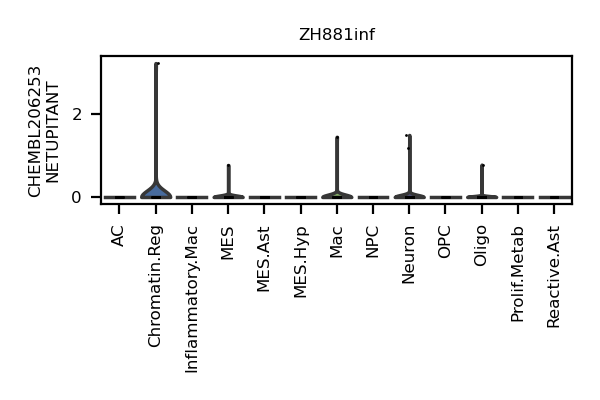 ZH881inf
CHEMBL206253
NETUPITANT
2
0
AC
Chromatin.Reg
Inflammatory.Mac
MES
MES.Ast
MES.Hyp
Mac
NPC
Neuron
OPC
Oligo
Prolif.Metab
Reactive.Ast